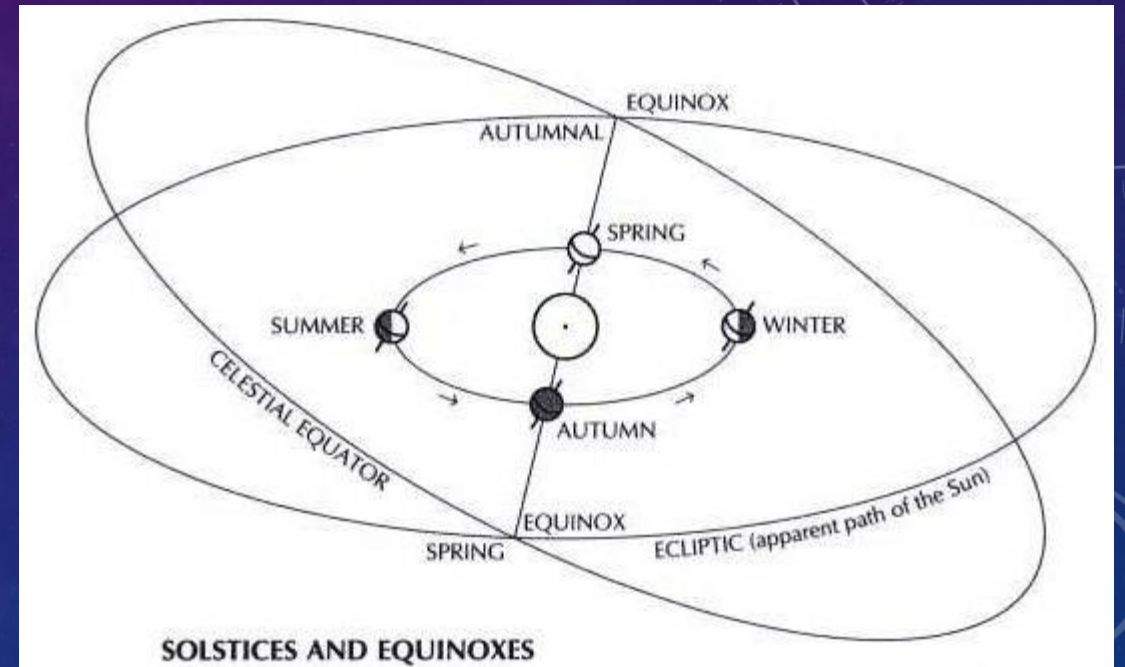 EQUINOX
AUTUMNAL
SPRING
SUMMER
WINTER
AUTUMN
CELESTIAL EQUATOR
EQUINOX
SPRING
ECLIPTIC (apparent path of the Sun)
SOLSTICES AND EQUINOXES